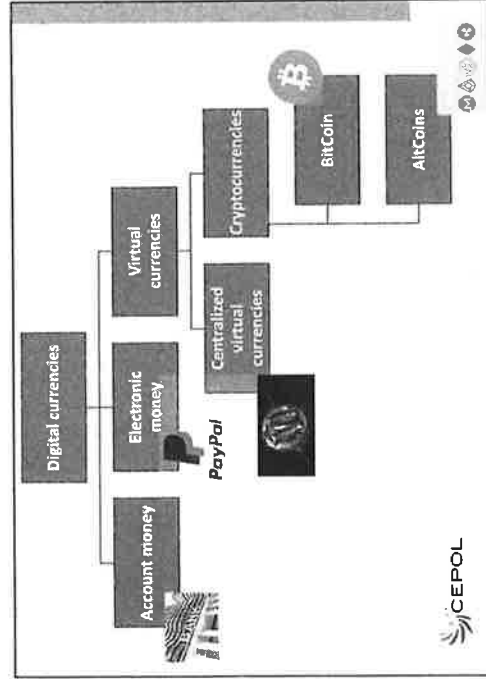 Digital currencies
Account money
Electronic
money
Virtual
currencies
PayPal
Centralized
virtual
currencies
Cryptocurrencies
BitCoin
AltCoins
CEPOL